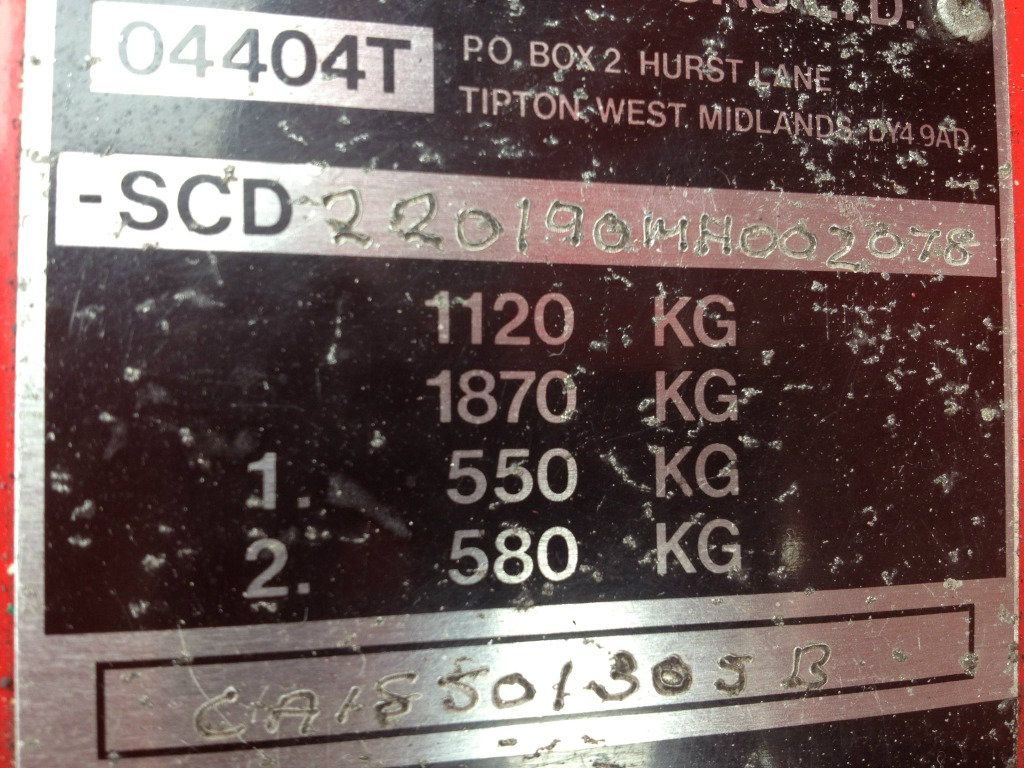 LTD.
04404T
P.O. BOX 2 HURST LANE
TIPTON WEST MIDLANDS DY4 9AD
-SCD 220190MH002078
1120 KG
1870 KG
1. 550 KG
2. 580 KG
CA18501305B